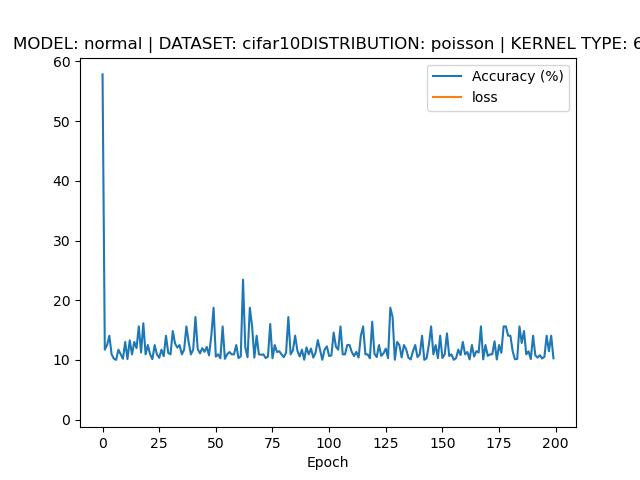 MODEL: normal | DATASET: cifar10DISTRIBUTION: poisson | KERNEL TYPE: 6
Accuracy (%)
loss
60
50
40
30
20
10
0
0 25 50 75 100 125 150 175 200
Epoch